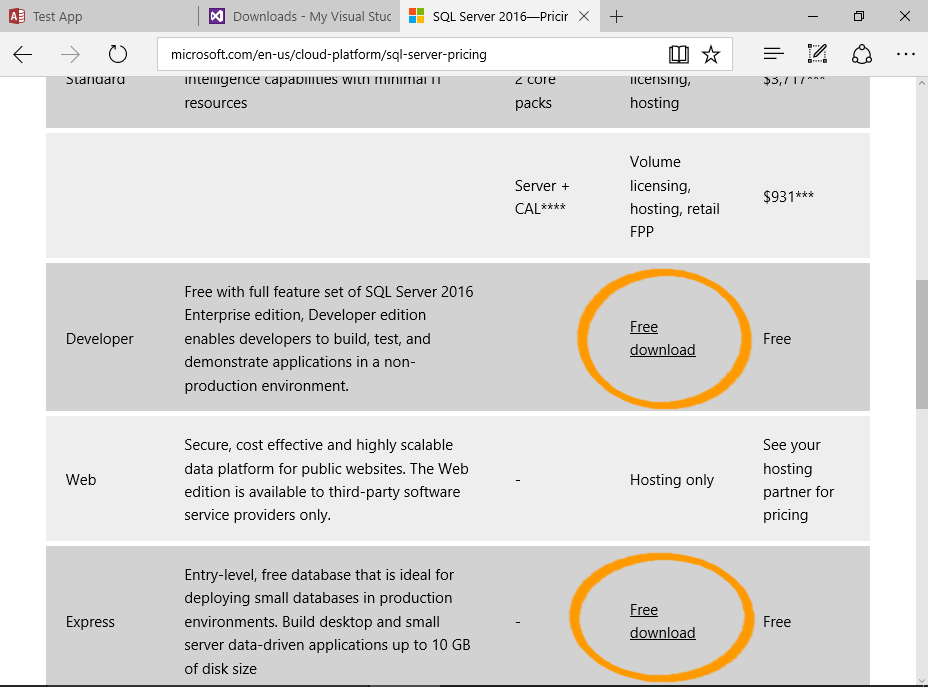 Test App
Downloads - My Visual Stuc
SQL Server 2016—Pricir
microsoft.com/en-us/cloud-platform/sql-server-pricing
Standard
intelligence capabilities with minimal IT
resources
2 core
packs
licensing,
hosting
$3,717***
Server +
CAL****
Volume
licensing,
hosting, retail
FPP
$931***
Developer
Free with full feature set of SQL Server 2016
Enterprise edition, Developer edition
enables developers to build, test, and
demonstrate applications in a non-
production environment.
Free
download
Free
Web
Secure, cost effective and highly scalable
data platform for public websites. The Web
edition is available to third-party software
service providers only.
-
Hosting only
See your
hosting
partner for
pricing
Express
Entry-level, free database that is ideal for
deploying small databases in production
environments. Build desktop and small
server data-driven applications up to 10 GB
of disk size
-
Free
download
Free